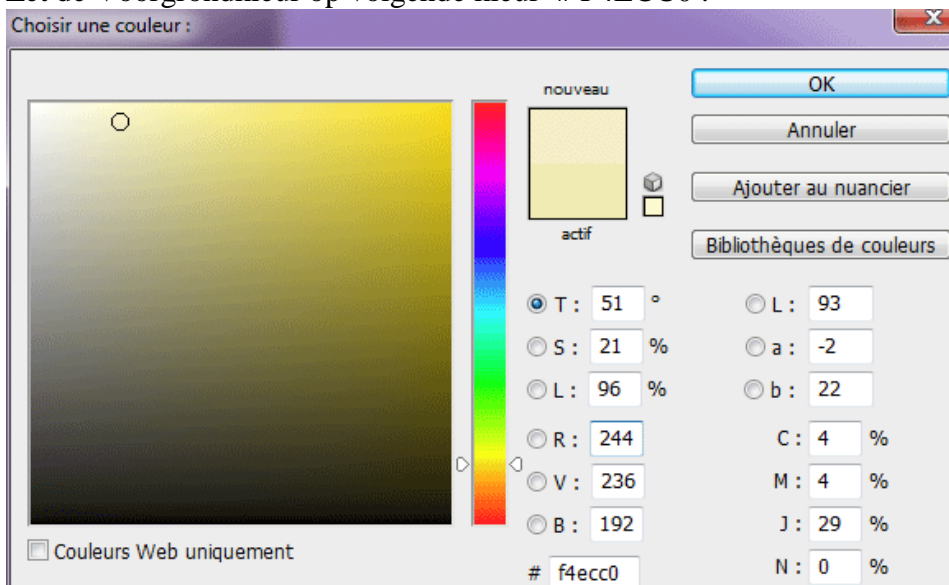 Choisir une couleur :
nouveau
actif
OK
Annuler
Ajouter au nuancier
Bibliothèques de couleurs
T : 51 °
S : 21 %
L : 96 %
R : 244
V : 236
B : 192
# f4ecc0
L : 93
a : -2
b : 22
C : 4 %
M : 4 %
J : 29 %
N : 0 %
Couleurs Web uniquement